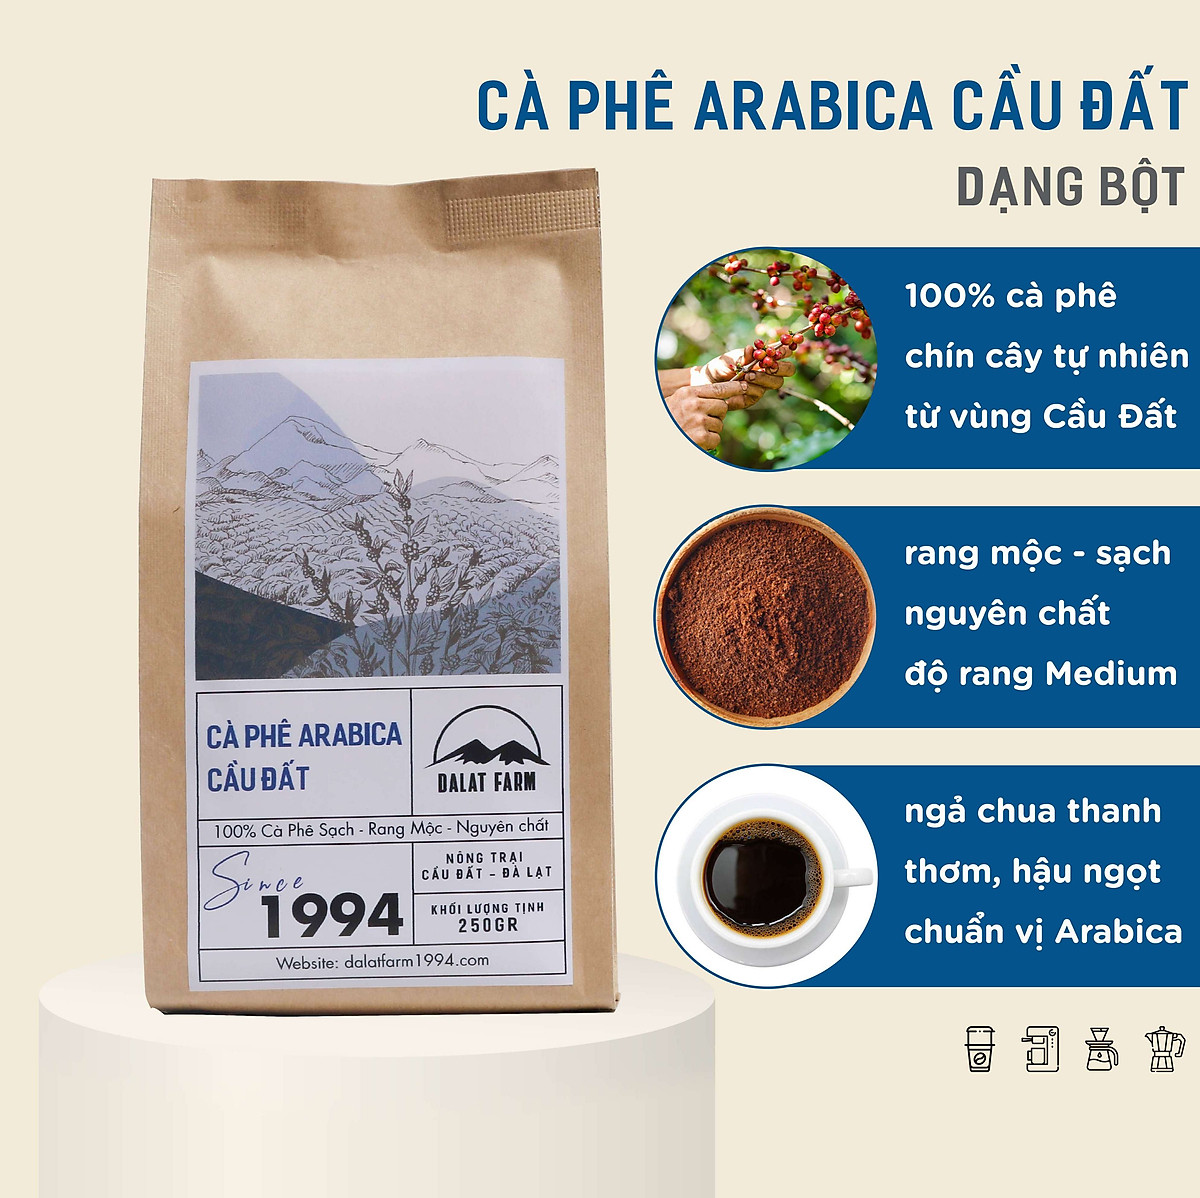 CÀ PHÊ ARABICA CẦU ĐẤT
DẠNG BỘT
100% cà phê
chín cây tự nhiên
từ vùng Cầu Đất
rang mộc - sạch
nguyên chất
độ rang Medium
ngả chua thanh
thơm, hậu ngọt
chuẩn vị Arabica
CÀ PHÊ ARABICA
CẦU ĐẤT
DALAT FARM
100% Cà Phê Sạch - Rang Mộc - Nguyên chất
Since
1994
NÔNG TRẠI
CẦU ĐẤT – ĐÀ LẠT
KHỐI LƯỢNG TỊNH
250GR
Website: dalatfarm1994.com